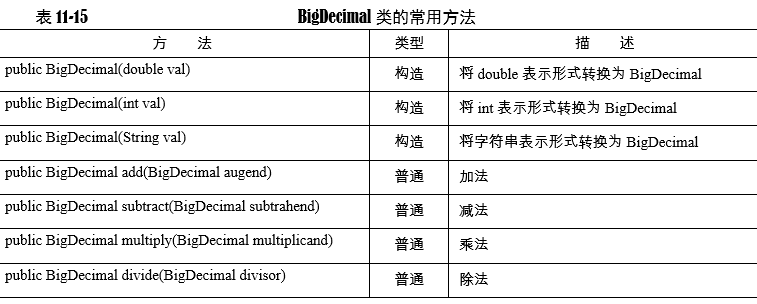 表 11-15 BigDecimal 类的常用方法
方 法 类型 描 述
public BigDecimal(double val) 构造 将 double 表示形式转换为 BigDecimal
public BigDecimal(int val) 构造 将 int 表示形式转换为 BigDecimal
public BigDecimal(String val) 构造 将字符串表示形式转换为 BigDecimal
public BigDecimal add(BigDecimal augend) 普通 加法
public BigDecimal subtract(BigDecimal subtrahend) 普通 减法
public BigDecimal multiply(BigDecimal multiplicand) 普通 乘法
public BigDecimal divide(BigDecimal divisor) 普通 除法